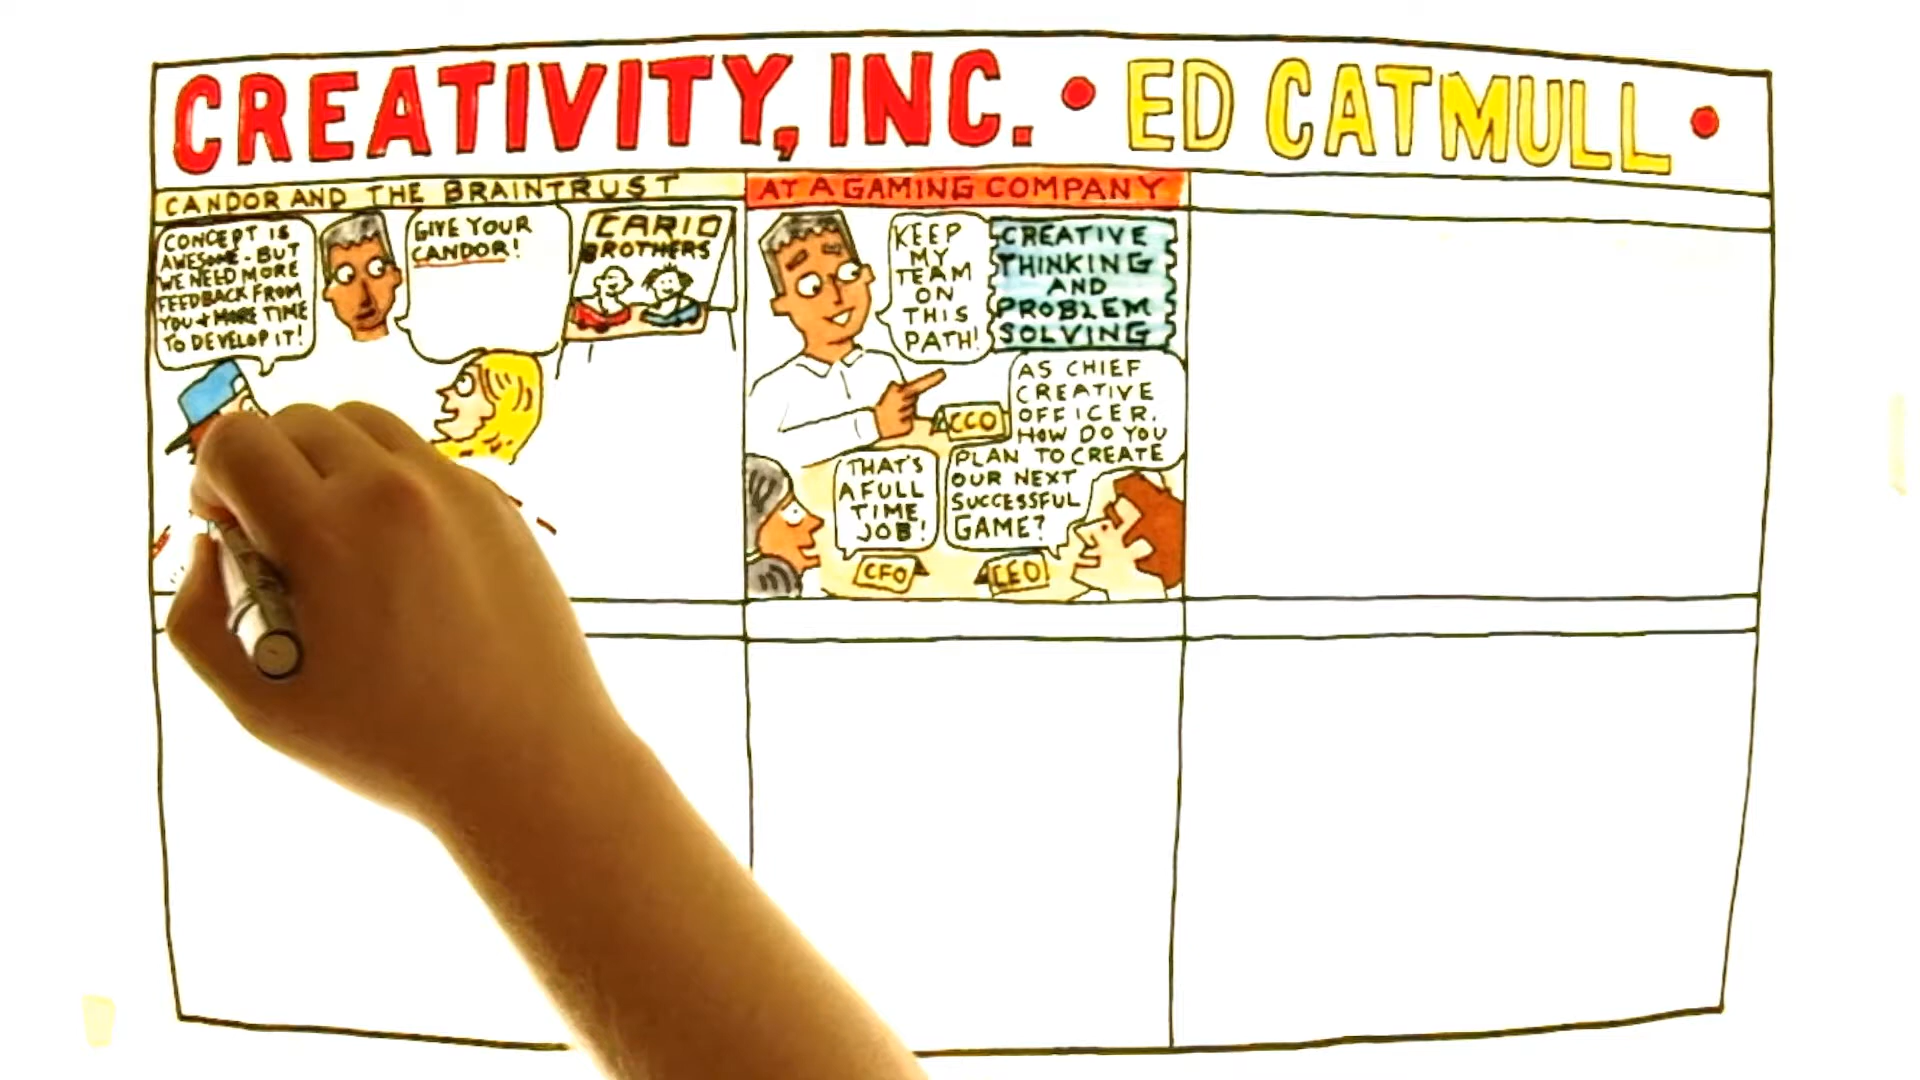 CREATIVITY, INC. • ED CATMULL •
CANDOR AND THE BRAINTRUST
CONCEPT IS
AWESOME - BUT
WE NEED MORE
FEEDBACK FROM
YOU + MORE TIME
TO DEVELOP IT!
GIVE YOUR
CANDOR!
CARIO
BROTHERS
AT A GAMING COMPANY
KEEP
MY
TEAM
ON
THIS
PATH!
CREATIVE
THINKING
AND
PROBLEM
SOLVING
CCO
AS CHIEF
CREATIVE
OFFICER.
HOW DO YOU
PLAN TO CREATE
OUR NEXT
SUCCESSFUL
GAME?
THAT'S
A FULL
TIME
JOB!
CFO
CEO